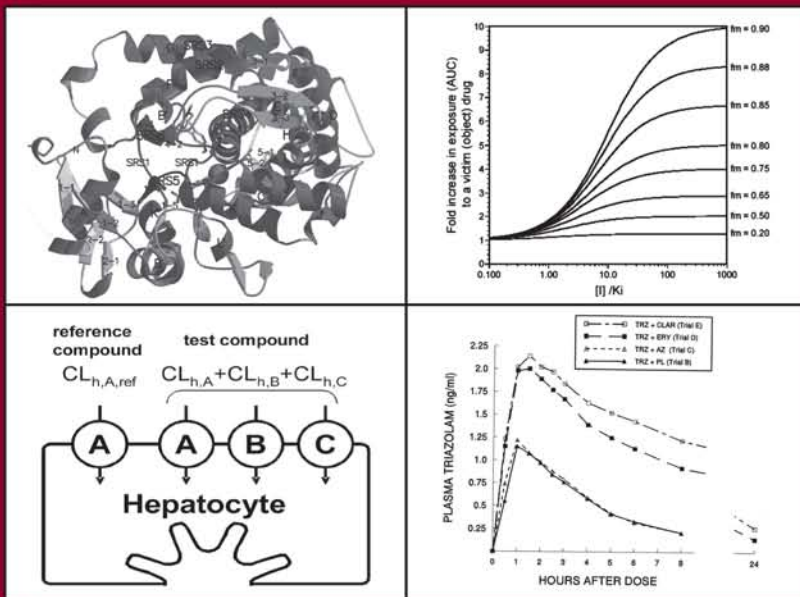 SRS3
SRS1
SRS5
Fold increase in exposure (AUC)
to a victim (object) drug
10
9
8
7
6
5
4
3
2
1
0
0.100
1.00
10.0
100
1000
[I] /Ki
fm = 0.90
fm = 0.88
fm = 0.85
fm = 0.80
fm = 0.75
fm = 0.65
fm = 0.50
fm = 0.20
reference
compound
CLh,A,ref
test compound
CLh,A+CLh,B+CLh,C
A
A
B
C
Hepatocyte
TRZ + CLAR (Trial E)
TRZ + ERY (Trial D)
TRZ + AZ (Trial C)
TRZ + PL (Trial B)
PLASMA TRIAZOLAM (ng/ml)
2.25
2.0
1.75
1.50
1.25
1.0
0.75
0.50
0.25
0
1
2
3
4
5
6
8
24
HOURS AFTER DOSE